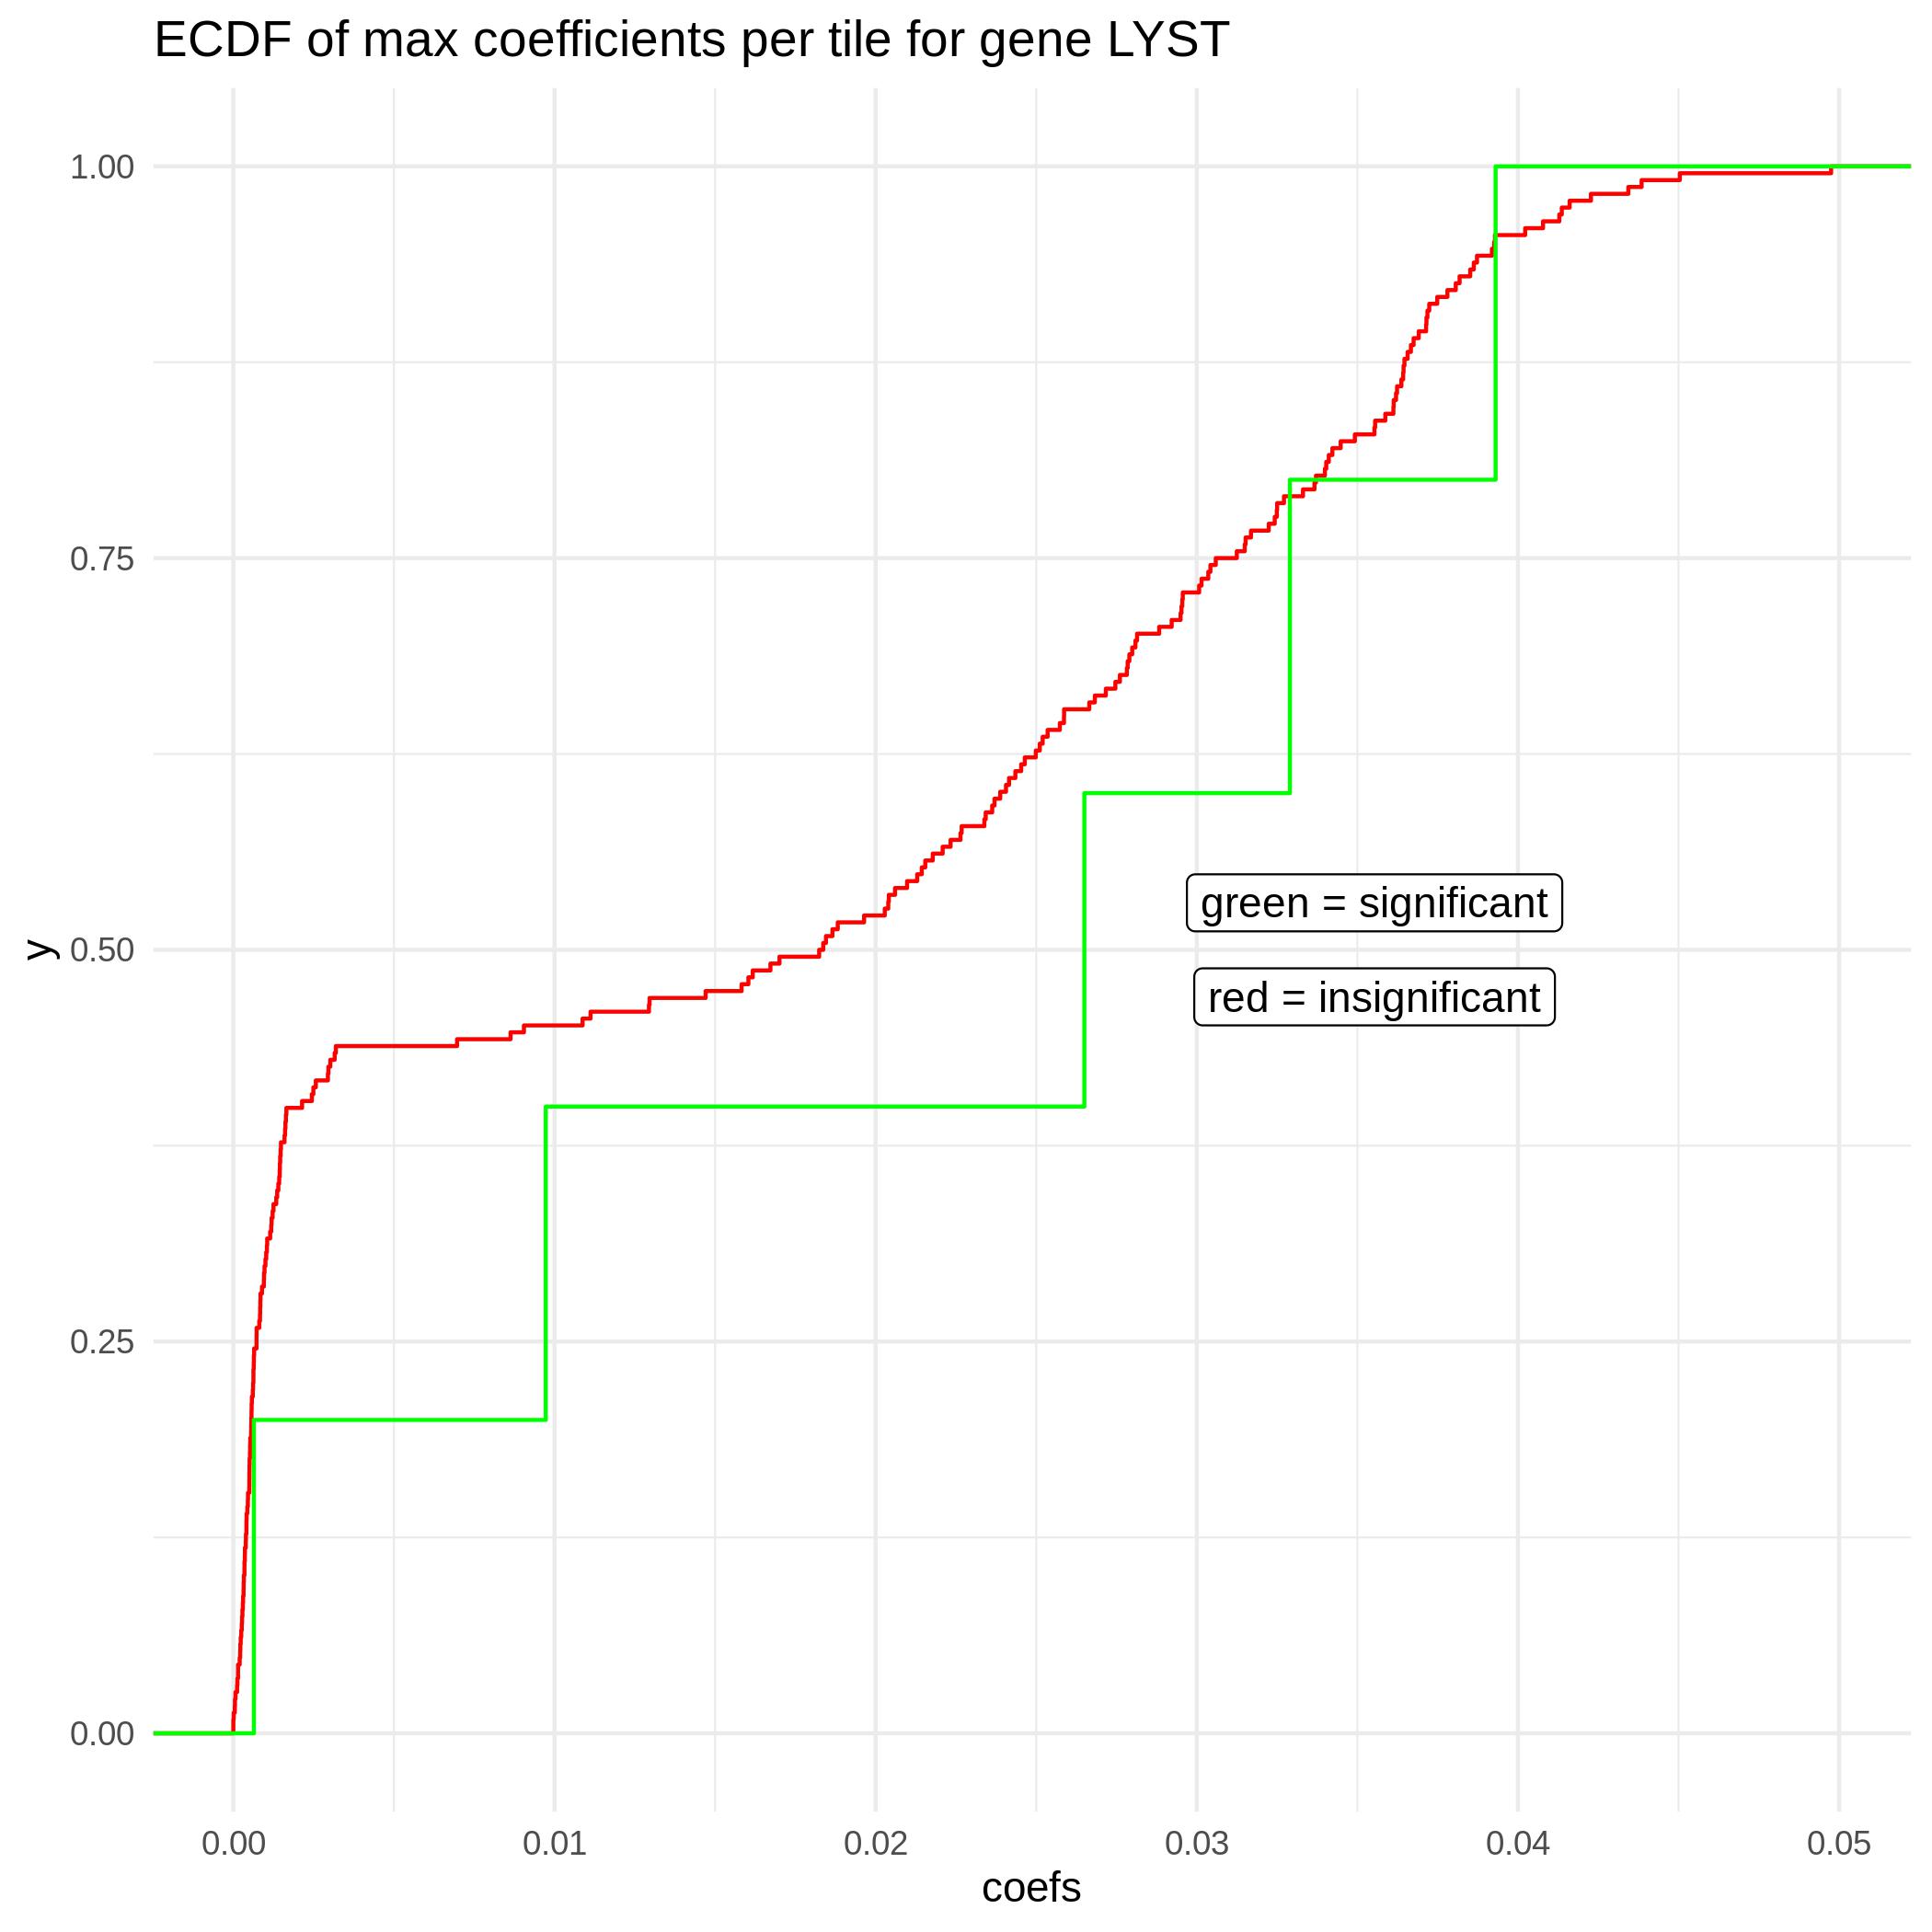 ECDF of max coefficients per tile for gene LYST
1.00
0.75
0.50
0.25
0.00
y
green = significant
red = insignificant
0.00 0.01 0.02 0.03 0.04 0.05
coefs